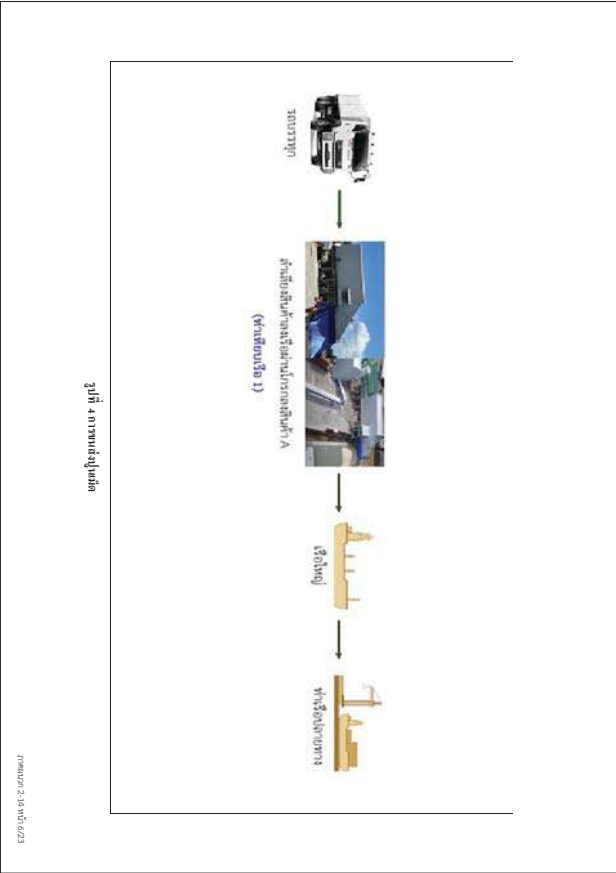 รถบรรทุก
ลำเลียงสินค้าลงเรือผ่านโกรกลงสินค้า A
(ท่าเทียบเรือ 1)
เรือใหญ่
ท่าเรือปลายทาง
รูปที่ 4 การขนส่งปูนเม็ด
ภาคผนวก 2-14 หน้า 6/23